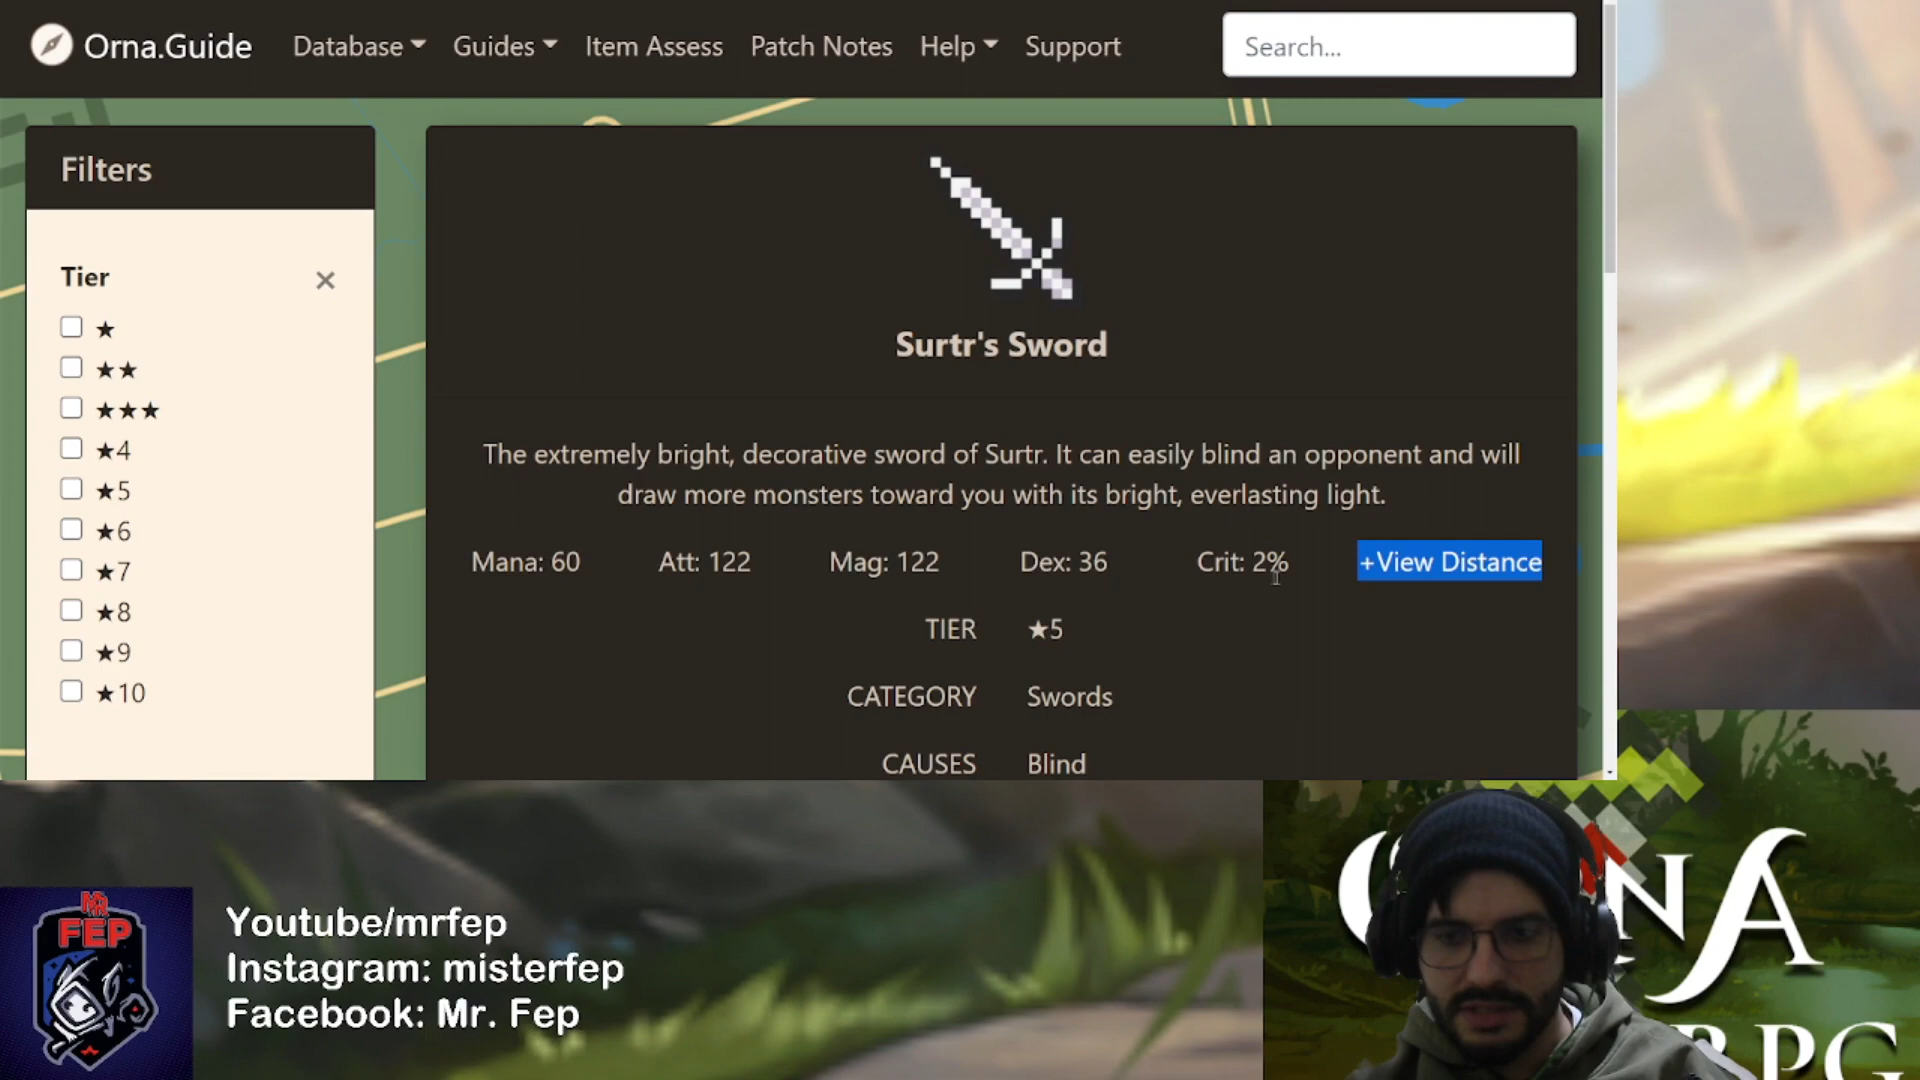 Orna.Guide Database Guides Item Assess Patch Notes Help Support Search...
Filters
Tier ×
★
★★
★★★
★4
★5
★6
★7
★8
★9
★10
Surtr's Sword
The extremely bright, decorative sword of Surtr. It can easily blind an opponent and will
draw more monsters toward you with its bright, everlasting light.
Mana: 60 Att: 122 Mag: 122 Dex: 36 Crit: 2% +View Distance
TIER ★5
CATEGORY Swords
CAUSES Blind
MR
FEP
Youtube/mrfep
Instagram: misterfep
Facebook: Mr. Fep
NA
RPG